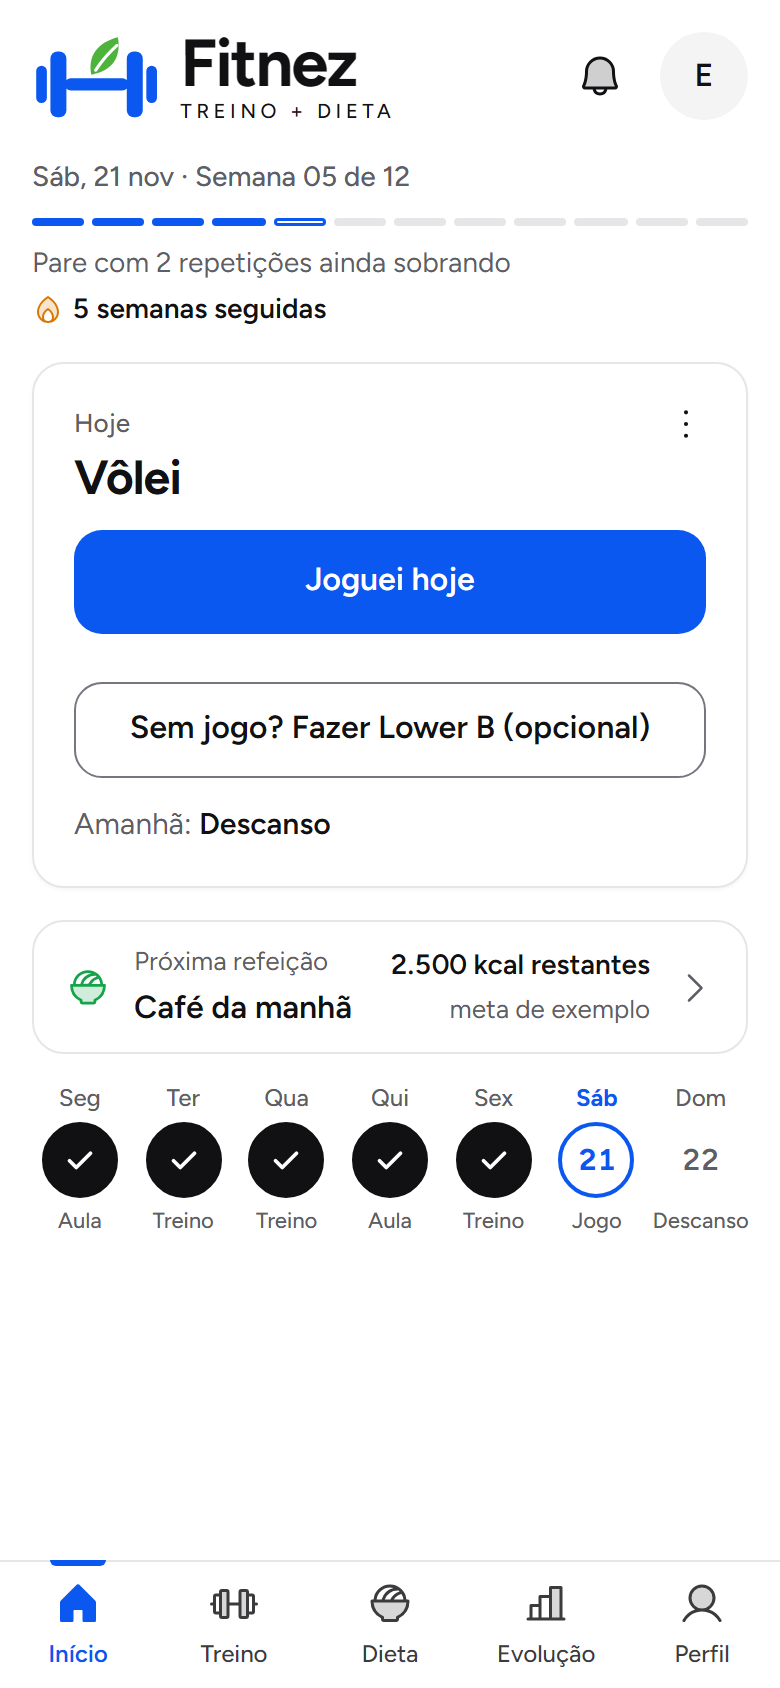 Fitnez
TREINO + DIETA
E
Sáb, 21 nov · Semana 05 de 12
Pare com 2 repetições ainda sobrando
5 semanas seguidas
Hoje
Vôlei
Joguei hoje
Sem jogo? Fazer Lower B (opcional)
Amanhã: Descanso
Próxima refeição
Café da manhã
2.500 kcal restantes
meta de exemplo
Seg Ter Qua Qui Sex Sáb Dom
21 22
Aula Treino Treino Aula Treino Jogo Descanso
Início Treino Dieta Evolução Perfil